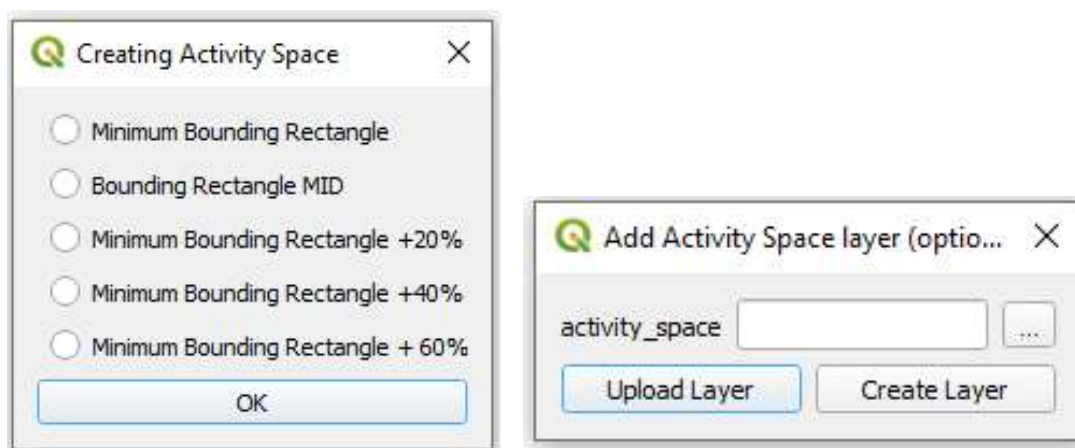 Creating Activity Space
Minimum Bounding Rectangle
Bounding Rectangle MID
Minimum Bounding Rectangle +20%
Minimum Bounding Rectangle +40%
Minimum Bounding Rectangle + 60%
OK
Add Activity Space layer (optio...
activity_space
...
Upload Layer
Create Layer